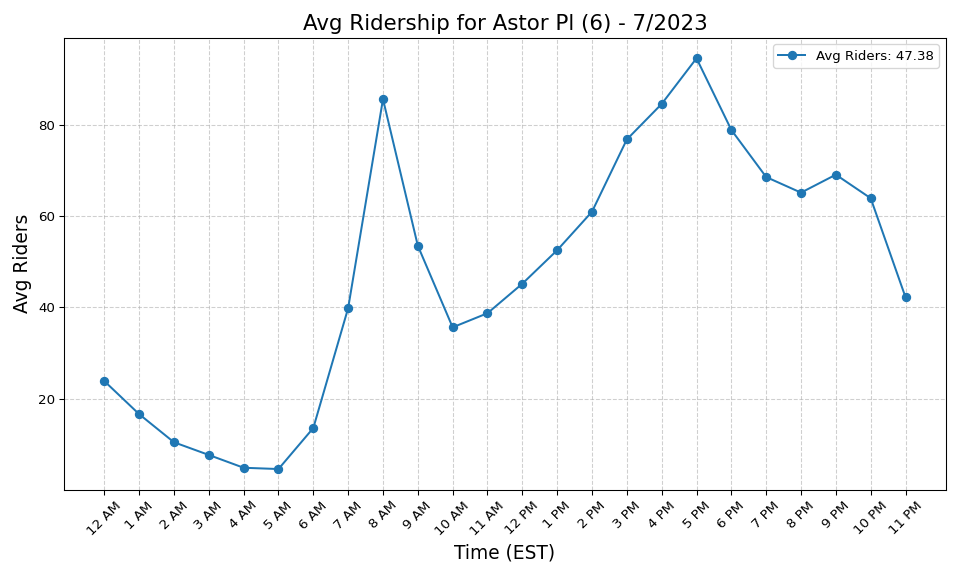 Avg Ridership for Astor Pl (6) - 7/2023
Avg Riders: 47.38
Avg Riders
80
60
40
20
12 AM
1 AM
2 AM
3 AM
4 AM
5 AM
6 AM
7 AM
8 AM
9 AM
10 AM
11 AM
12 PM
1 PM
2 PM
3 PM
4 PM
5 PM
6 PM
7 PM
8 PM
9 PM
10 PM
11 PM
Time (EST)